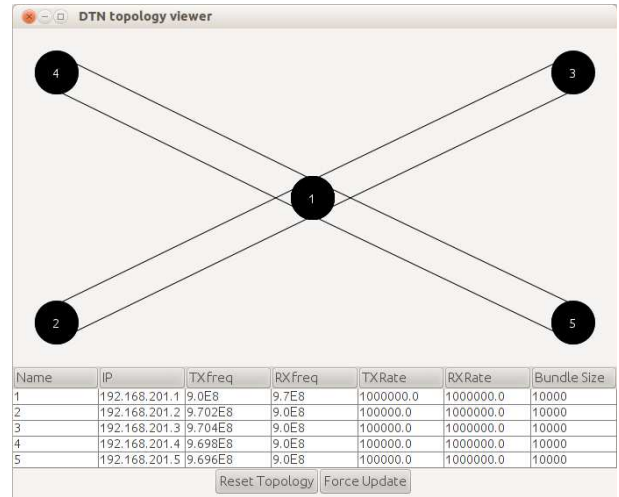 DTN topology viewer
4
3
1
2
5
Name IP TXfreq RXfreq TXRate RXRate Bundle Size
1 192.168.201.1 9.0E8 9.7E8 1000000.0 1000000.0 10000
2 192.168.201.2 9.702E8 9.0E8 100000.0 1000000.0 10000
3 192.168.201.3 9.704E8 9.0E8 100000.0 1000000.0 10000
4 192.168.201.4 9.698E8 9.0E8 100000.0 1000000.0 10000
5 192.168.201.5 9.696E8 9.0E8 100000.0 1000000.0 10000
Reset Topology Force Update